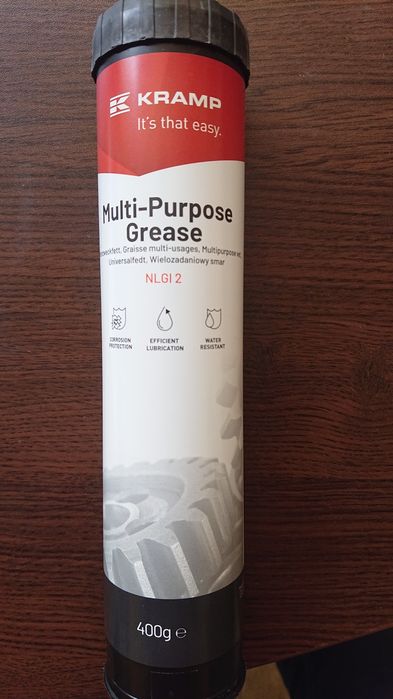 KRAMP
It's that easy.
Multi-Purpose
Grease
Graisse multi-usages, Multipurpose vet,
Universalfedt, Wielozadaniowy smar
NLGI 2
CORROSION
PROTECTION
EFFICIENT
LUBRICATION
WATER
RESISTANT
400g ℮